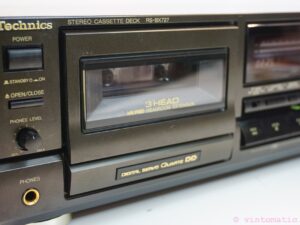 Technics
STEREO CASSETTE DECK RS-BX727
POWER
STANDBY ON
OPEN/CLOSE
PHONES LEVEL
3 HEAD
DIGITAL SERVO Quartz DD
PHONES
© vintomatic